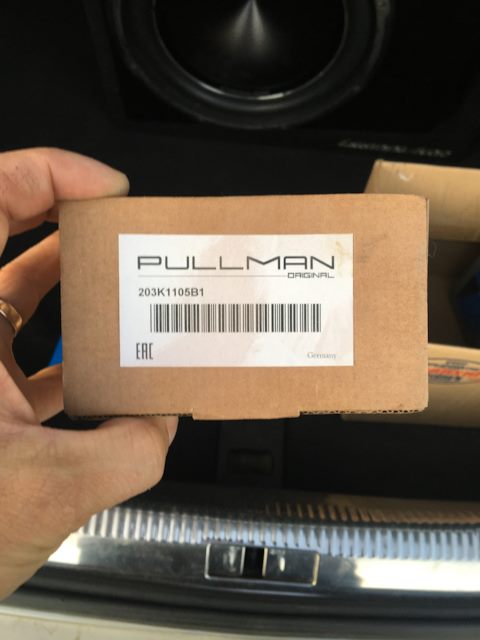 PULLMAN
ORIGINAL
203K1105B1
EAC
Germany